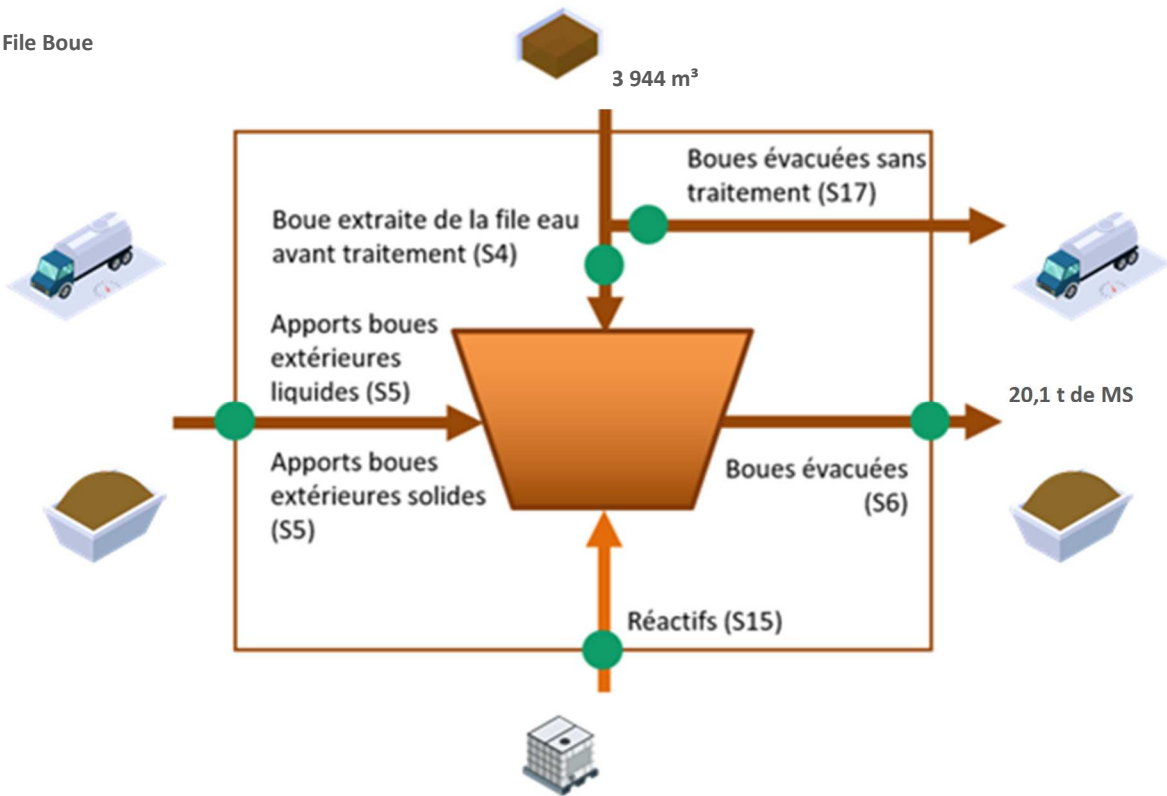 File Boue
3 944 m³
Boues évacuées sans
traitement (S17)
Boue extraite de la file eau
avant traitement (S4)
Apports boues
extérieures
liquides (S5)
20,1 t de MS
Apports boues
extérieures solides
(S5)
Boues évacuées
(S6)
Réactifs (S15)